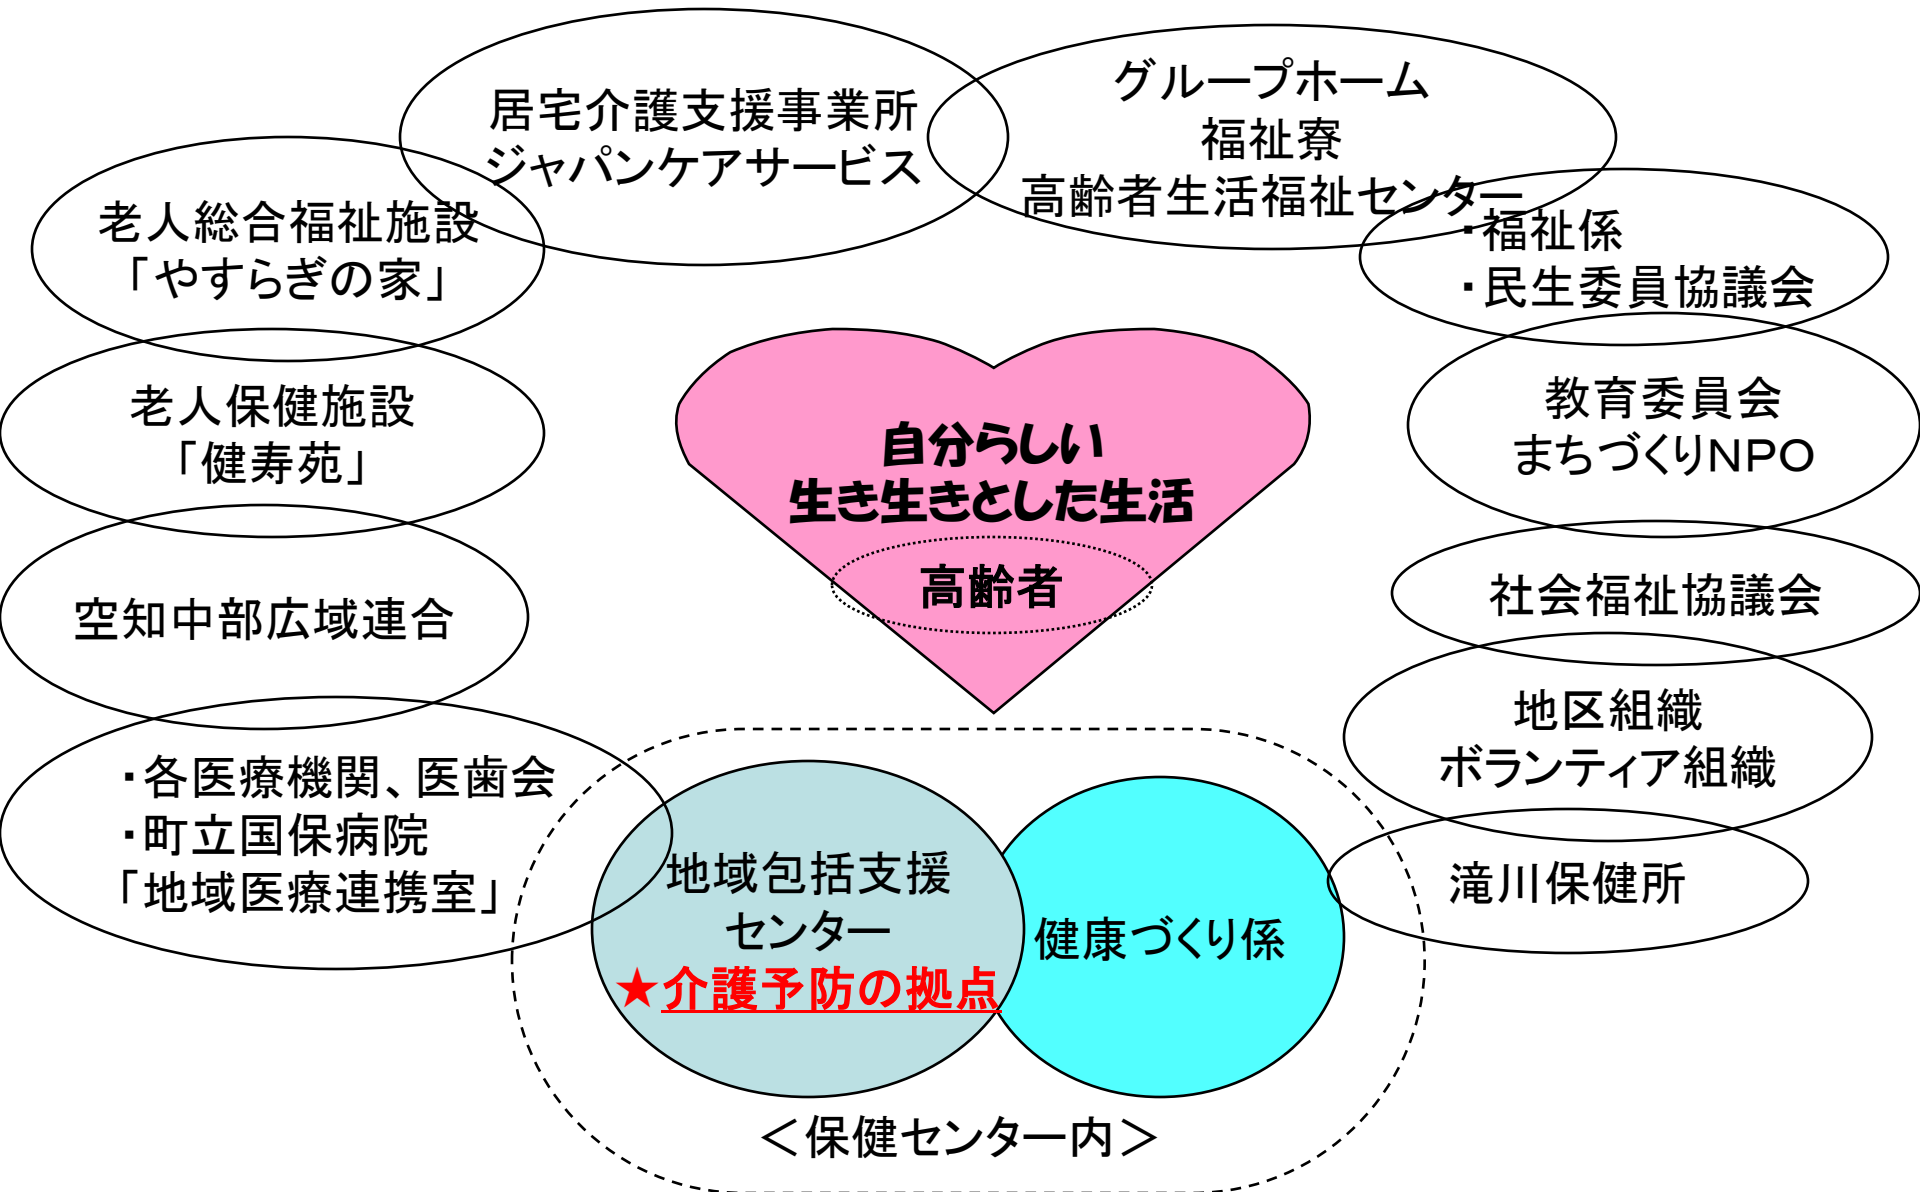 居宅介護支援事業所
ジャパンケアサービス
グループホーム
福祉寮
高齢者生活福祉センター
老人総合福祉施設
「やすらぎの家」
・福祉係
・民生委員協議会
老人保健施設
「健寿苑」
教育委員会
まちづくりNPO
自分らしい
生き生きとした生活
高齢者
空知中部広域連合
社会福祉協議会
地区組織
ボランティア組織
・各医療機関、医歯会
・町立国保病院
「地域医療連携室」
滝川保健所
地域包括支援
センター
★介護予防の拠点
健康づくり係
＜保健センター内＞